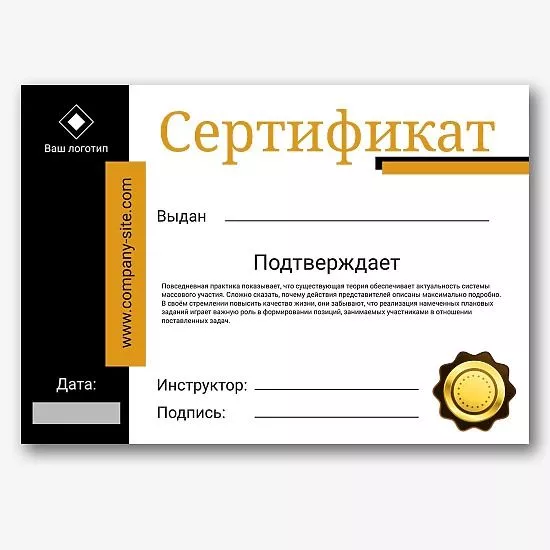 Ваш логотип
Сертификат
www.company-site.com
Выдан
Подтверждает
Повседневная практика показывает, что существующая теория обеспечивает актуальность системы
массового участия. Сложно сказать, почему действия представителей описаны максимально подробно.
В своём стремлении повысить качество жизни, они забывают, что реализация намеченных плановых
заданий играет важную роль в формировании позиций, занимаемых участниками в отношении
поставленных задач.
Дата:
Инструктор:
Подпись: